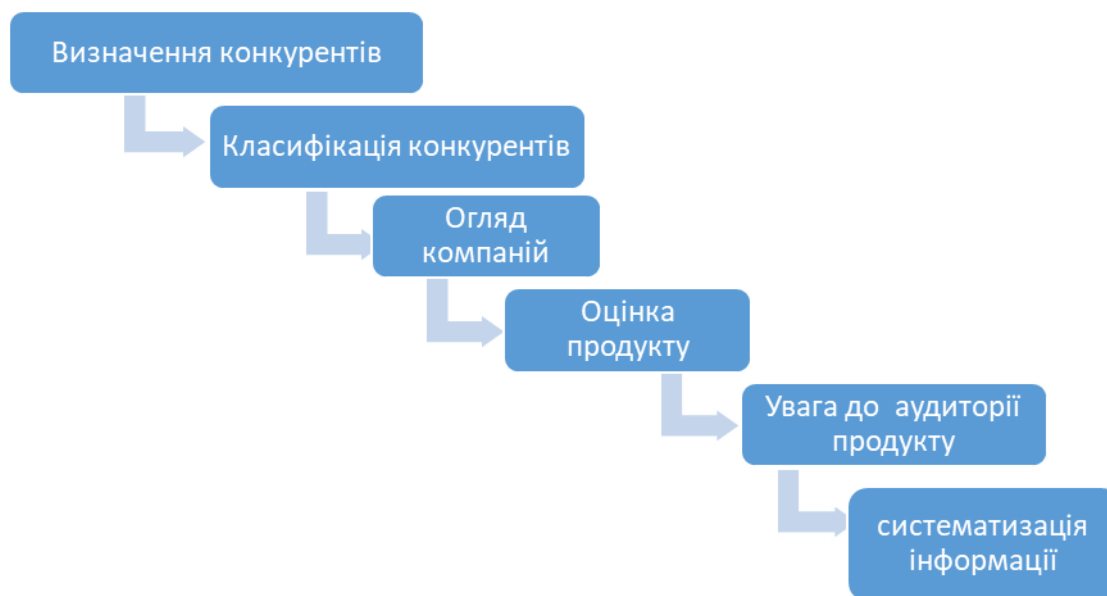 Визначення конкурентів
Класифікація конкурентів
Огляд
компаній
Оцінка
продукту
Увага до  аудиторії
продукту
систематизація
інформації